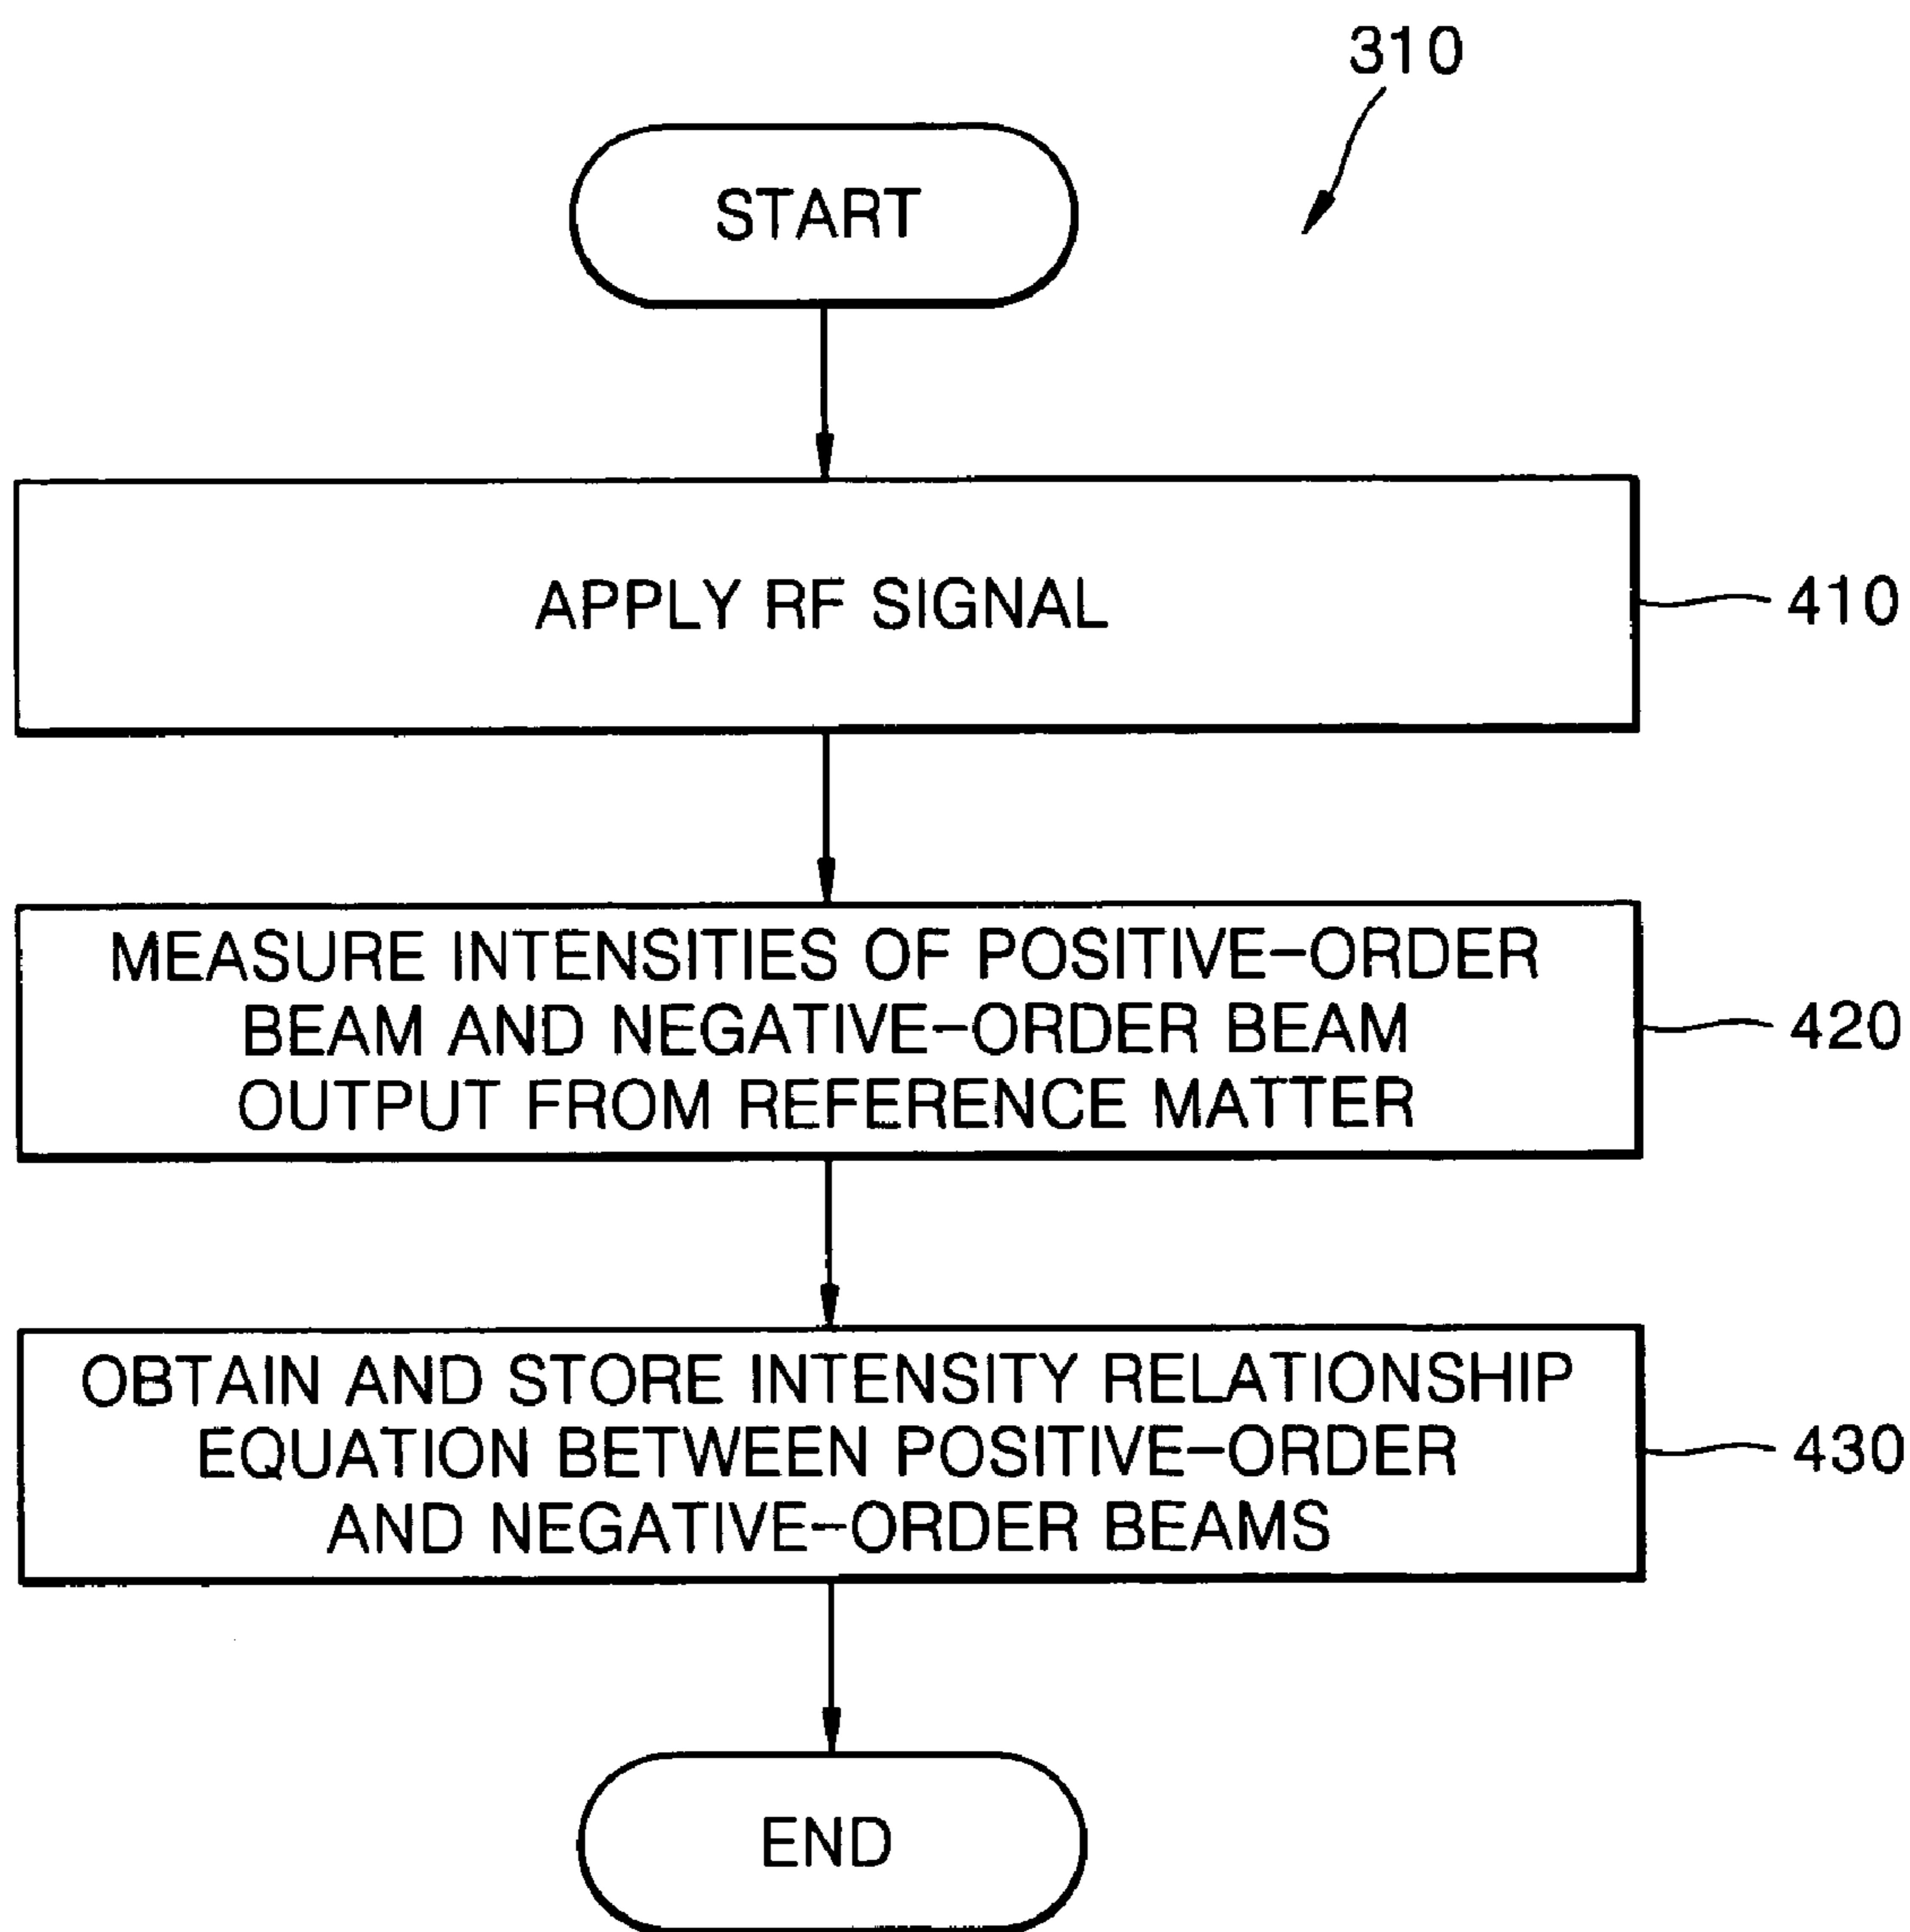 310
START
APPLY RF SIGNAL
410
MEASURE INTENSITIES OF POSITIVE-ORDER
BEAM AND NEGATIVE-ORDER BEAM
OUTPUT FROM REFERENCE MATTER
420
OBTAIN AND STORE INTENSITY RELATIONSHIP
EQUATION BETWEEN POSITIVE-ORDER
AND NEGATIVE-ORDER BEAMS
430
END